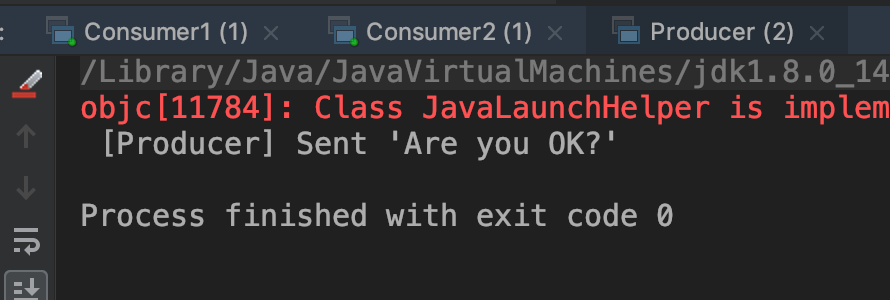 : Consumer1 (1) × Consumer2 (1) × Producer (2) ×
/Library/Java/JavaVirtualMachines/jdk1.8.0_14
objc[11784]: Class JavaLaunchHelper is implem
[Producer] Sent 'Are you OK?'
Process finished with exit code 0